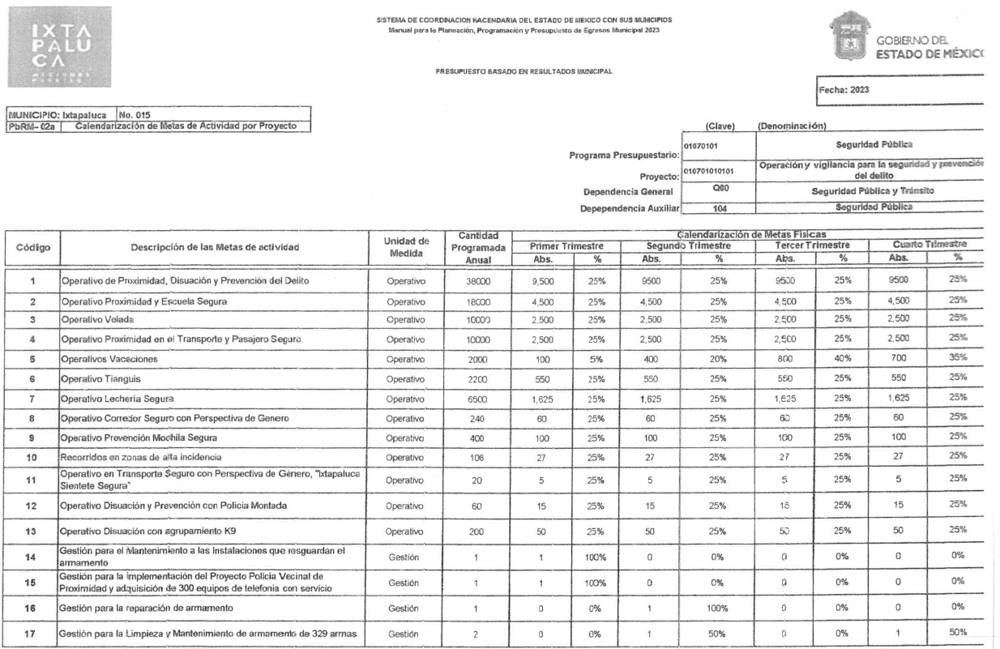 IXTA
PALU
CA
SISTEMA DE COORDINACION HACENDARIA DEL ESTADO DE MEXICO CON SUS MUNICIPIOS
Manual para la Planeación, Programación y Presupuesto de Egresos Municipal 2023
GOBIERNO DEL
ESTADO DE MÉXICO
PRESUPUESTO BASADO EN RESULTADOS MUNICIPAL
Fecha: 2023
MUNICIPIO: Ixtapaluca No. 015
PbRM- 02a Calendarización de Metas de Actividad por Proyecto
(Clave) (Denominación)
Programa Presupuestario: 01070101 Seguridad Pública
Proyecto: 010701010101 Operación y vigilancia para la seguridad y prevención
del delito
Dependencia General Q00 Seguridad Pública y Tránsito
Depependencia Auxiliar 104 Seguridad Pública
Código Descripción de las Metas de actividad Unidad de Medida Cantidad Programada Anual Calendarización de Metas Físicas
Primer Trimestre Segundo Trimestre Tercer Trimestre Cuarto Trimestre
Abs. % Abs. % Abs. % Abs. %
1 Operativo de Proximidad, Disuación y Prevención del Delito Operativo 38000 9,500 25% 9500 25% 9500 25% 9500 25%
2 Operativo Proximidad y Escuela Segura Operativo 18000 4,500 25% 4,500 25% 4,500 25% 4,500 25%
3 Operativo Velada Operativo 10000 2,500 25% 2,500 25% 2,500 25% 2,500 25%
4 Operativo Proximidad en el Transporte y Pasajero Seguro Operativo 10000 2,500 25% 2,500 25% 2,500 25% 2,500 25%
5 Operativos Vacaciones Operativo 2000 100 5% 400 20% 800 40% 700 35%
6 Operativo Tianguis Operativo 2200 550 25% 550 25% 550 25% 550 25%
7 Operativo Lecheria Segura Operativo 6500 1,625 25% 1,625 25% 1,625 25% 1,625 25%
8 Operativo Corredor Seguro con Perspectiva de Genero Operativo 240 60 25% 60 25% 60 25% 60 25%
9 Operativo Prevención Mochila Segura Operativo 400 100 25% 100 25% 100 25% 100 25%
10 Recorridos en zonas de alta incidencia Operativo 108 27 25% 27 25% 27 25% 27 25%
11 Operativo en Transporte Seguro con Perspectiva de Género, "Ixtapaluca
Sientete Segura" Operativo 20 5 25% 5 25% 5 25% 5 25%
12 Operativo Disuación y Prevención con Policia Montada Operativo 60 15 25% 15 25% 15 25% 15 25%
13 Operativo Disuación con agrupamiento K9 Operativo 200 50 25% 50 25% 50 25% 50 25%
14 Gestión para el Mantenimiento a las Instalaciones que resguardan el
armamento Gestión 1 1 100% 0 0% 0 0% 0 0%
15 Gestión para la Implementación del Proyecto Policia Vecinal de
Proximidad y adquisición de 300 equipos de telefonia con servicio Gestión 1 1 100% 0 0% 0 0% 0 0%
16 Gestión para la reparación de armamento Gestión 1 0 0% 1 100% 0 0% 0 0%
17 Gestión para la Limpieza y Mantenimiento de armamento de 329 armas Gestión 2 0 0% 1 50% 0 0% 1 50%